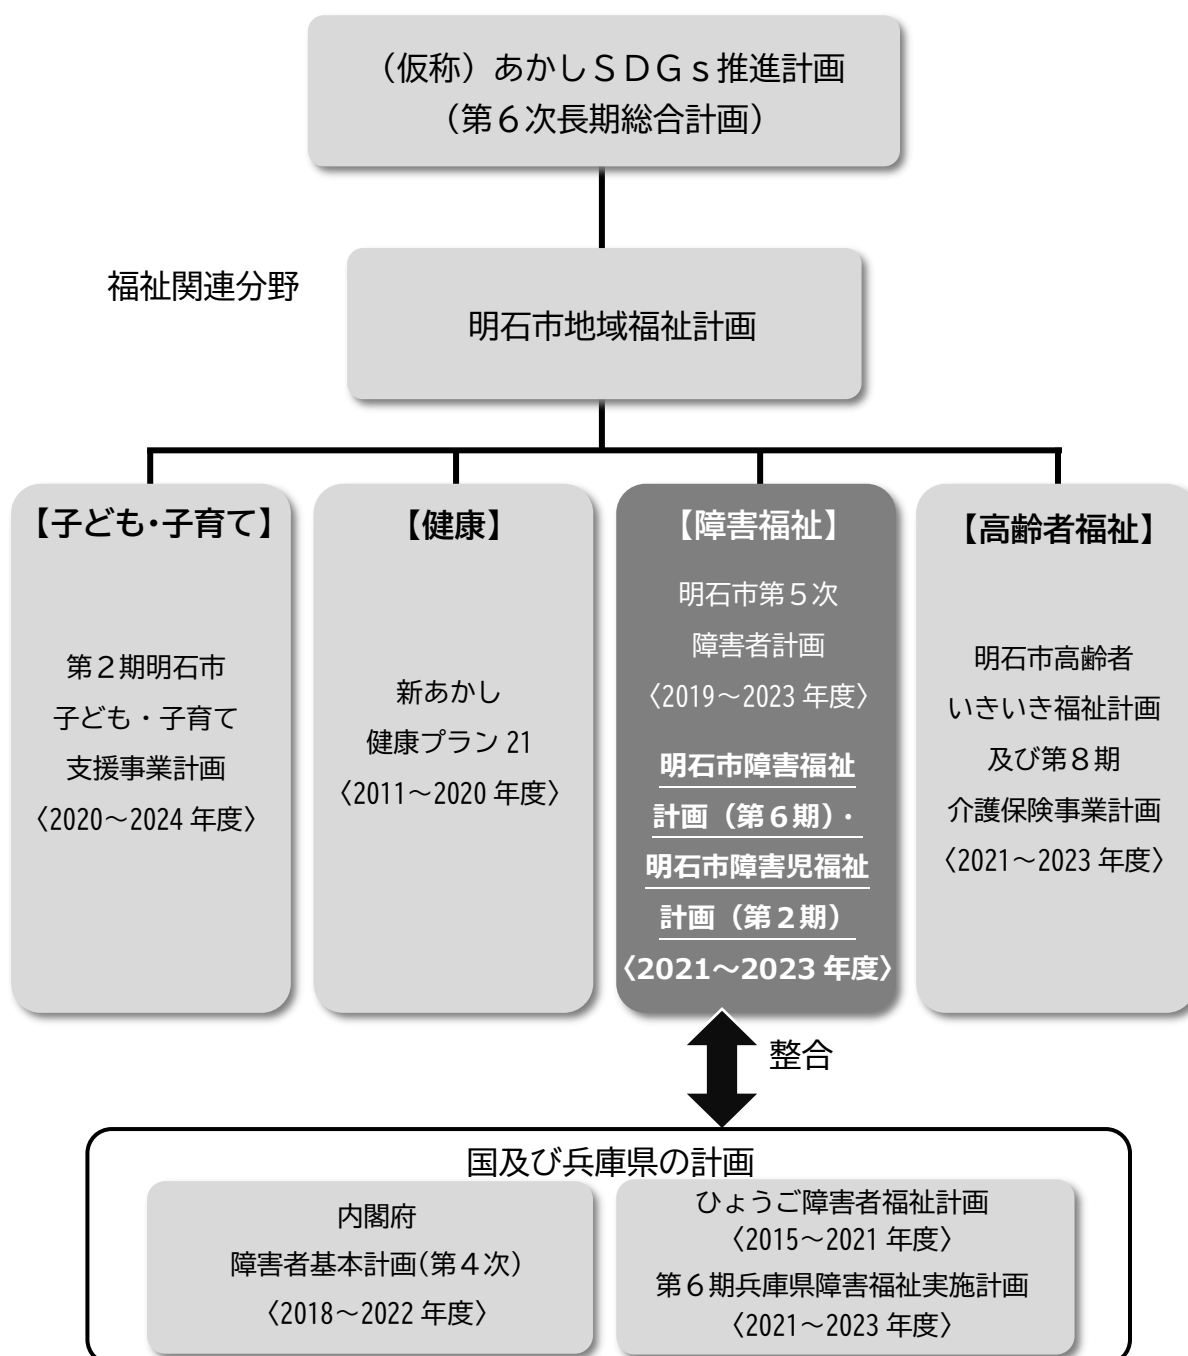 （仮称）あかしＳＤＧｓ推進計画
（第６次長期総合計画）
福祉関連分野
明石市地域福祉計画
【子ども・子育て】
第２期明石市
子ども・子育て
支援事業計画
〈2020～2024 年度〉
【健康】
新あかし
健康プラン 21
〈2011～2020 年度〉
【障害福祉】
明石市第５次
障害者計画
〈2019～2023 年度〉
明石市障害福祉
計画（第６期）・
明石市障害児福祉
計画（第２期）
〈2021～2023 年度〉
【高齢者福祉】
明石市高齢者
いきいき福祉計画
及び第８期
介護保険事業計画
〈2021～2023 年度〉
整合
国及び兵庫県の計画
内閣府
障害者基本計画(第４次)
〈2018～2022 年度〉
ひょうご障害者福祉計画
〈2015～2021 年度〉
第６期兵庫県障害福祉実施計画
〈2021～2023 年度〉